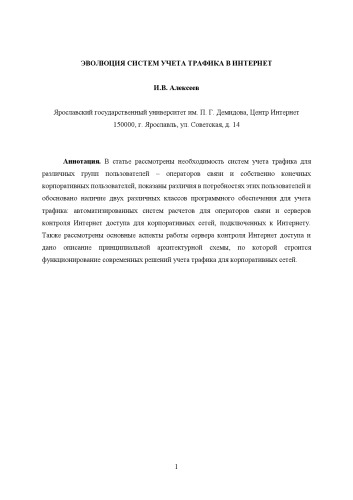 ЭВОЛЮЦИЯ СИСТЕМ УЧЕТА ТРАФИКА В ИНТЕРНЕТ
И.В. Алексеев
Ярославский государственный университет им. П. Г. Демидова, Центр Интернет
150000, г. Ярославль, ул. Советская, д. 14
Аннотация. В статье рассмотрены необходимость систем учета трафика для
различных групп пользователей – операторов связи и собственно конечных
корпоративных пользователей, показаны различия в потребностях этих пользователей и
обосновано наличие двух различных классов программного обеспечения для учета
трафика: автоматизированных систем расчетов для операторов связи и серверов
контроля Интернет доступа для корпоративных сетей, подключенных к Интернету.
Также рассмотрены основные аспекты работы сервера контроля Интернет доступа и
дано описание принципиальной архитектурной схемы, по которой строится
функционирование современных решений учета трафика для корпоративных сетей.
1